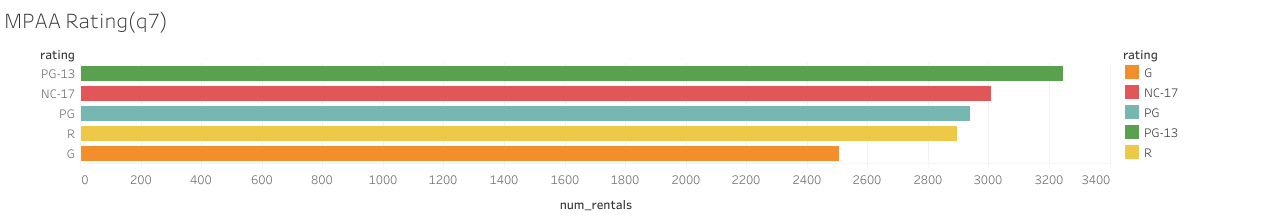 MPAA Rating(q7)
rating
PG-13
NC-17
PG
R
G
0 200 400 600 800 1000 1200 1400 1600 1800 2000 2200 2400 2600 2800 3000 3200 3400
num_rentals
rating
G
NC-17
PG
PG-13
R